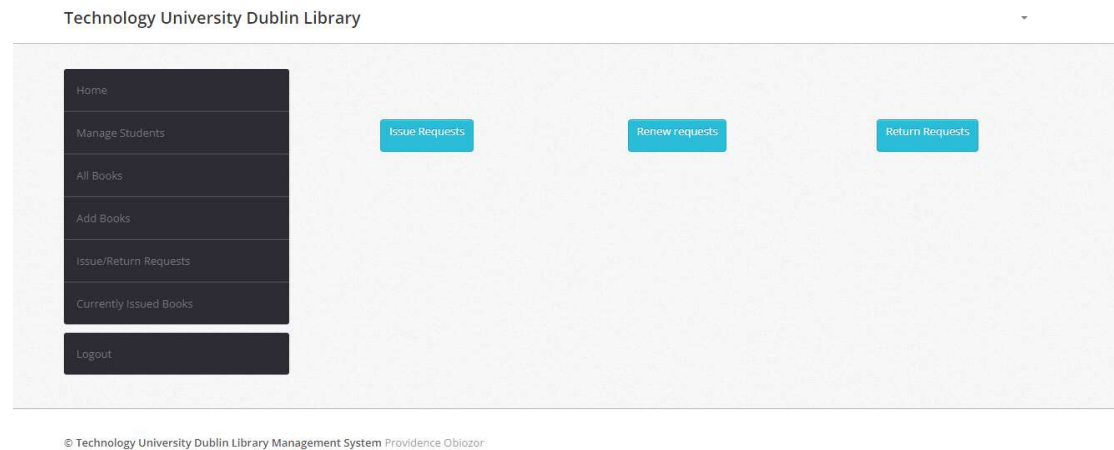 Technology University Dublin Library
Home
Manage Students
All Books
Add Books
Issue/Return Requests
Currently Issued Books
Logout
Issue Requests
Renew requests
Return Requests
© Technology University Dublin Library Management System Providence Obiozor